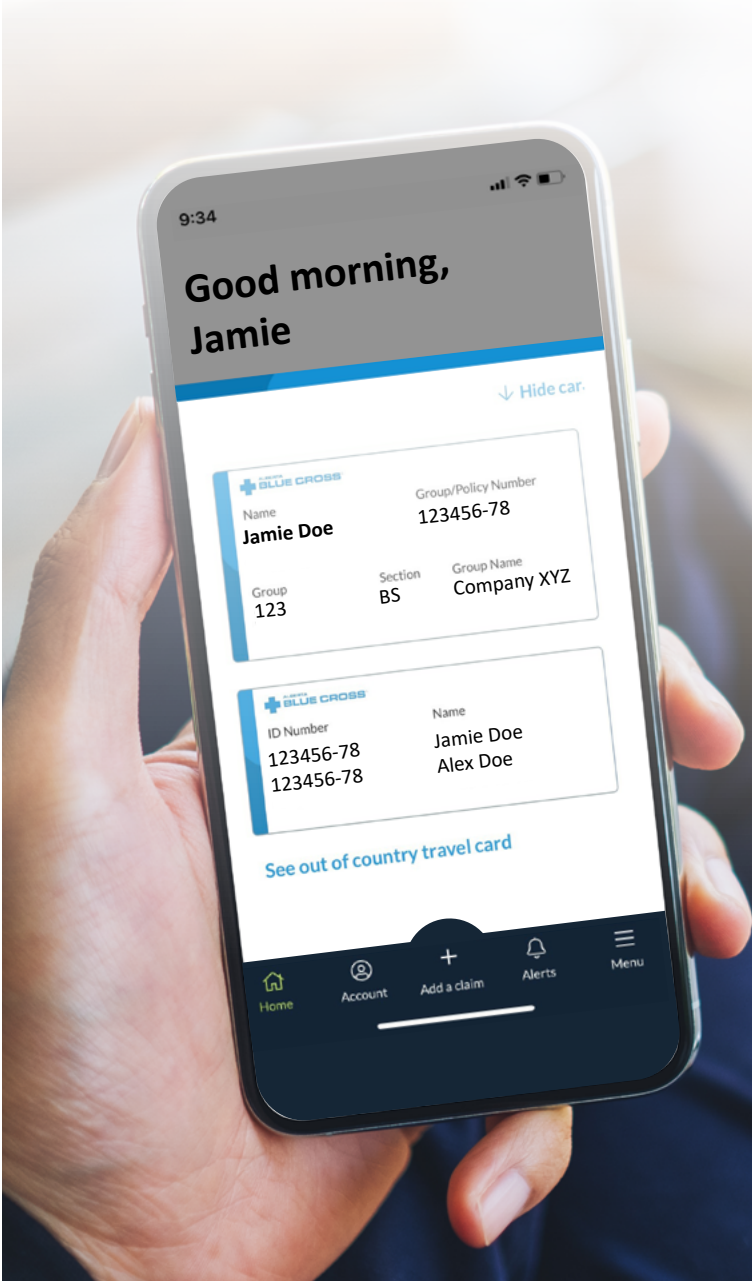 9:34
Good morning,
Jamie
Hide car
BLUE CROSS
Name
Group/Policy Number
Jamie Doe
123456-78
Group
Section
Group Name
123
BS
Company XYZ
BLUE CROSS
ID Number
Name
123456-78
Jamie Doe
123456-78
Alex Doe
See out of country travel card
Home
Account
Add a claim
Alerts
Menu